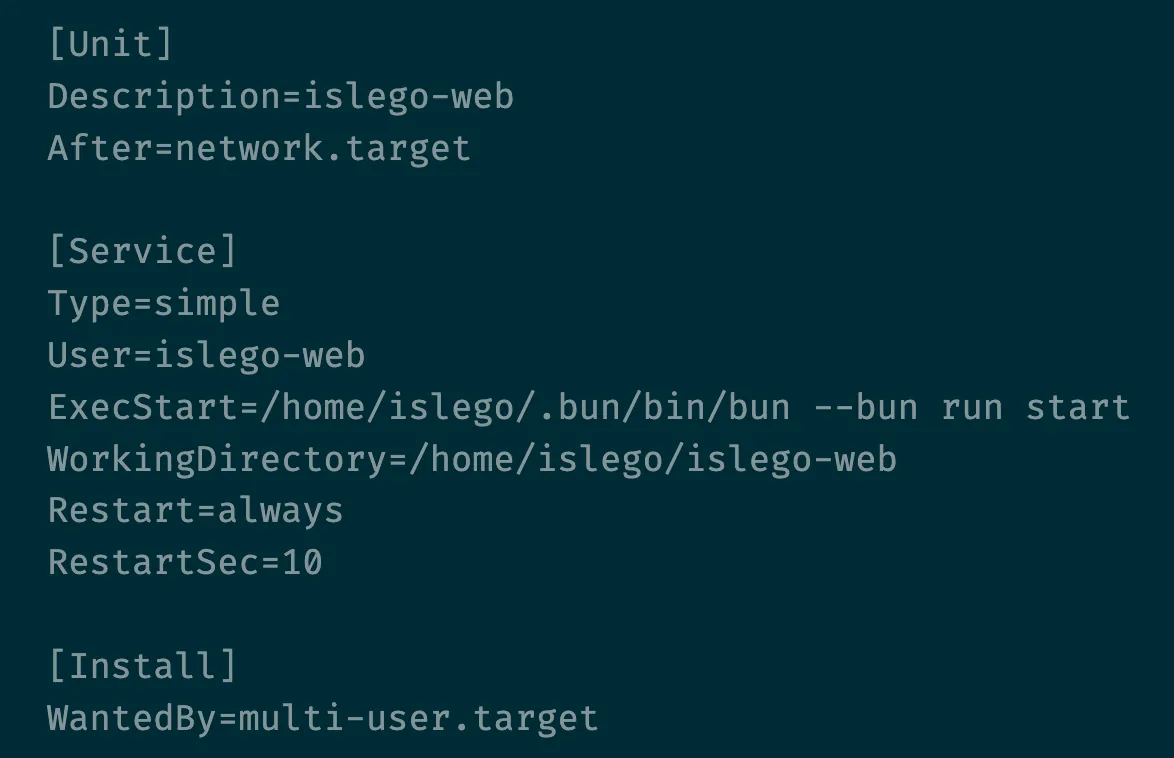 [Unit]
Description=islego-web
After=network.target
[Service]
Type=simple
User=islego-web
ExecStart=/home/islego/.bun/bin/bun --bun run start
WorkingDirectory=/home/islego/islego-web
Restart=always
RestartSec=10
[Install]
WantedBy=multi-user.target